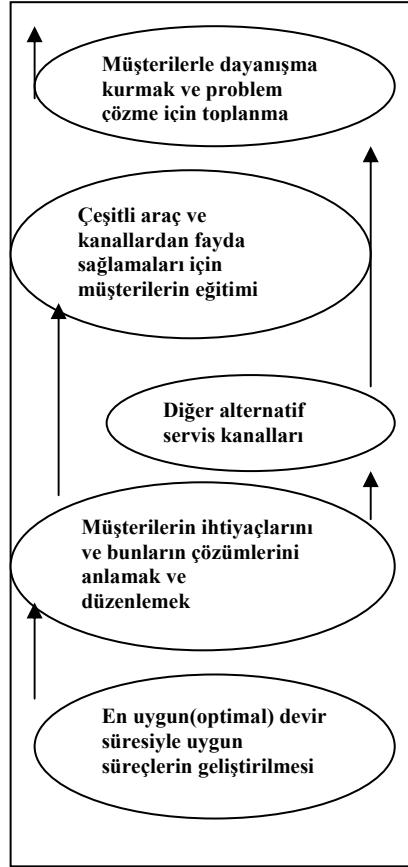 Müşterilerle dayanışma
kurmak ve problem
çözme için toplanma
Çeşitli araç ve
kanallardan fayda
sağlamaları için
müşterilerin eğitimi
Diğer alternatif
servis kanalları
Müşterilerin ihtiyaçlarını
ve bunların çözümlerini
anlamak ve
düzenlemek
En uygun(optimal) devir
süresiyle uygun
süreçlerin geliştirilmesi